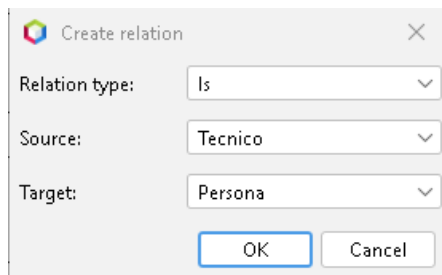 Create relation
Relation type: Is
Source: Tecnico
Target: Persona
OK Cancel